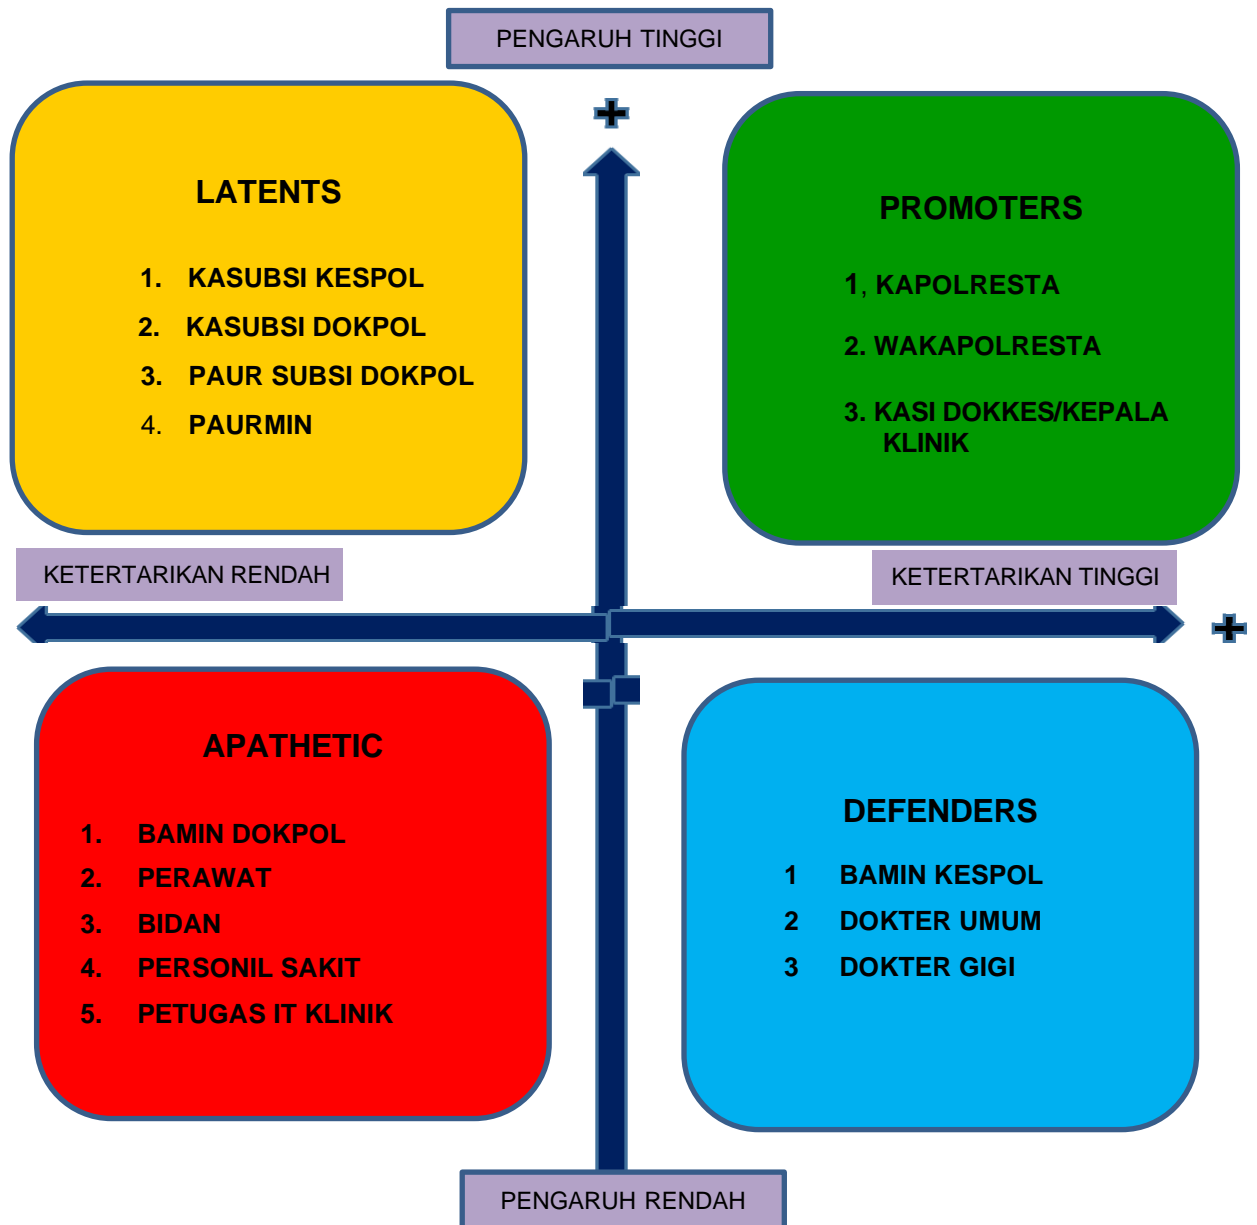 PENGARUH TINGGI
LATENTS
1. KASUBSI KESPOL
2. KASUBSI DOKPOL
3. PAUR SUBSI DOKPOL
4. PAURMIN
PROMOTERS
1, KAPOLRESTA
2. WAKAPOLRESTA
3. KASI DOKKES/KEPALA
KLINIK
KETERTARIKAN RENDAH
KETERTARIKAN TINGGI
APATHETIC
1. BAMIN DOKPOL
2. PERAWAT
3. BIDAN
4. PERSONIL SAKIT
5. PETUGAS IT KLINIK
DEFENDERS
1 BAMIN KESPOL
2 DOKTER UMUM
3 DOKTER GIGI
PENGARUH RENDAH